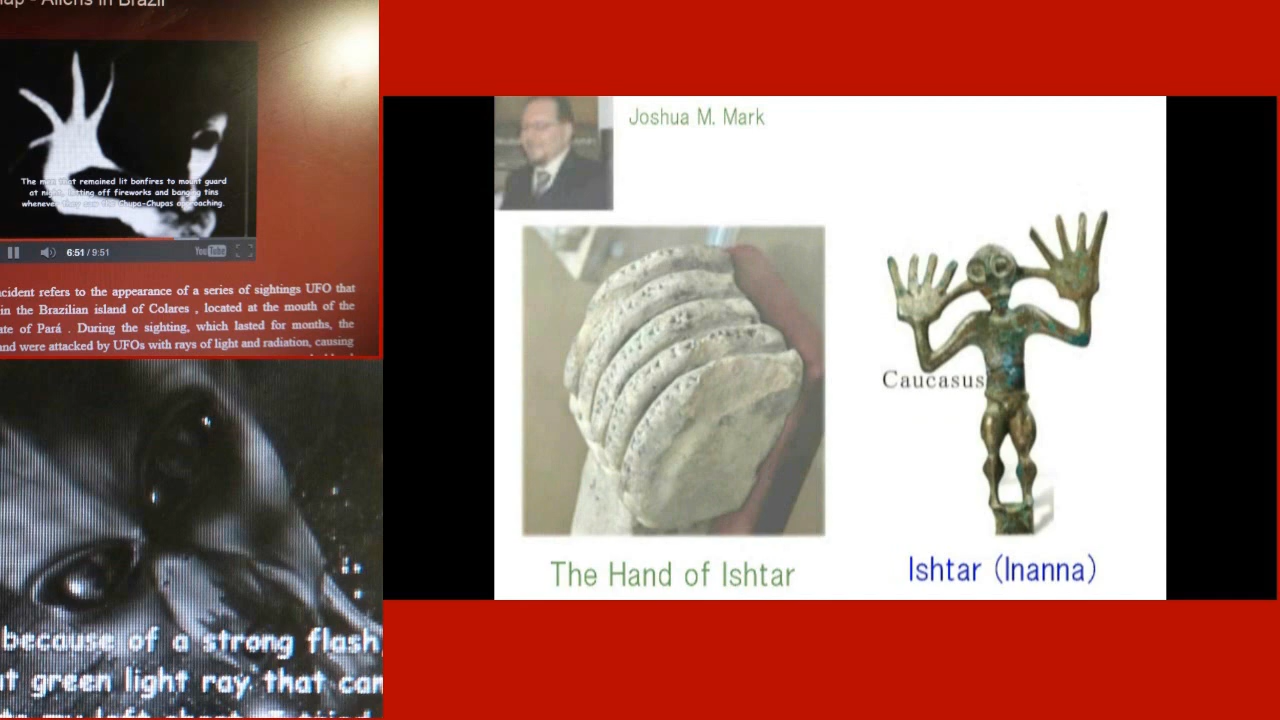 Aliens in Brazil
The men that remained lit bonfires to mount guard
at night, letting off fireworks and banging tins
whenever they saw the Chupa-Chupas approaching.
6:51 / 9:51
YouTube
incident refers to the appearance of a series of sightings UFO that
in the Brazilian island of Colares , located at the mouth of the
ate of Pará . During the sighting, which lasted for months, the
and were attacked by UFOs with rays of light and radiation, causing
because of a strong flash,
green light ray that can
Joshua M. Mark
Caucasus
The Hand of Ishtar
Ishtar (Inanna)